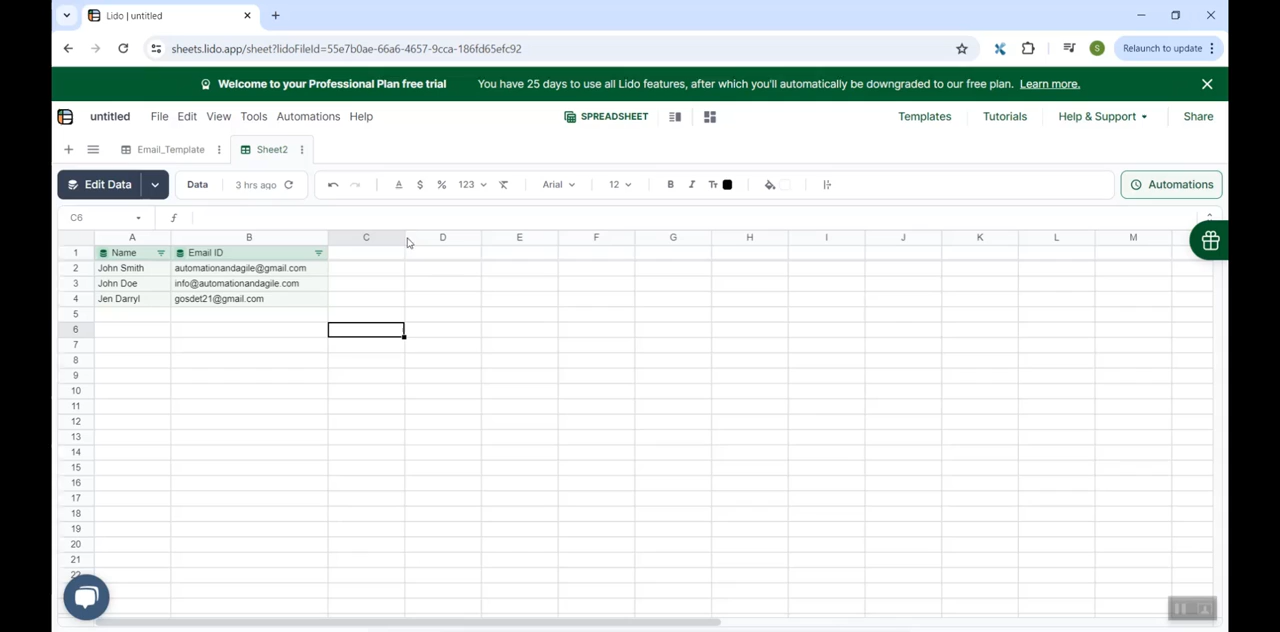 Lido | untitled
sheets.lido.app/sheet?lidoFileId=55e7b0ae-66a6-4657-9cca-186fd65efc92
S
Relaunch to update
Welcome to your Professional Plan free trial You have 25 days to use all Lido features, after which you'll automatically be downgraded to our free plan. Learn more.
untitled File Edit View Tools Automations Help SPREADSHEET Templates Tutorials Help & Support Share
Email_Template Sheet2
Edit Data Data 3 hrs ago A $ % 123 Arial 12 B I Tт Automations
C6 f
A B C D E F G H I J K L M
1 Name Email ID
2 John Smith automationandagile@gmail.com
3 John Doe info@automationandagile.com
4 Jen Darryl gosdet21@gmail.com
5
6
7
8
9
10
11
12
13
14
15
16
17
18
19
20
21
22